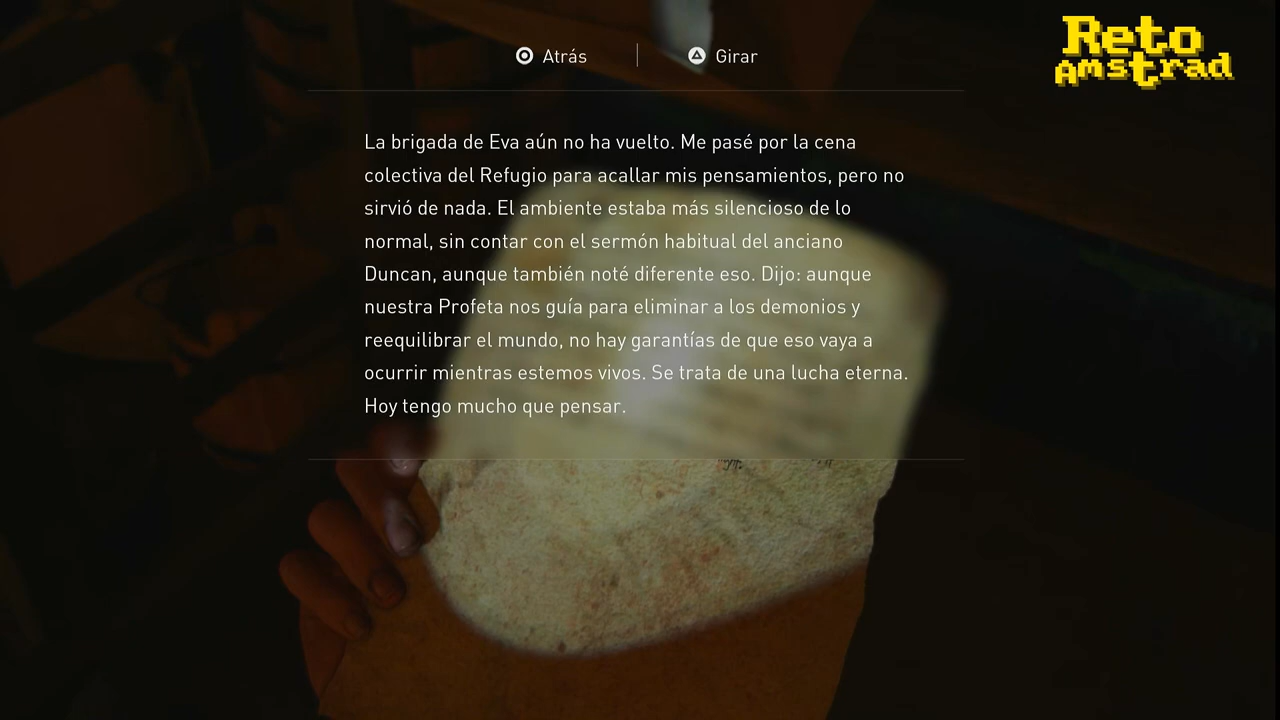 Reto
Amstrad
Atrás
Girar
La brigada de Eva aún no ha vuelto. Me pasé por la cena
colectiva del Refugio para acallar mis pensamientos, pero no
sirvió de nada. El ambiente estaba más silencioso de lo
normal, sin contar con el sermón habitual del anciano
Duncan, aunque también noté diferente eso. Dijo: aunque
nuestra Profeta nos guía para eliminar a los demonios y
reequilibrar el mundo, no hay garantías de que eso vaya a
ocurrir mientras estemos vivos. Se trata de una lucha eterna.
Hoy tengo mucho que pensar.